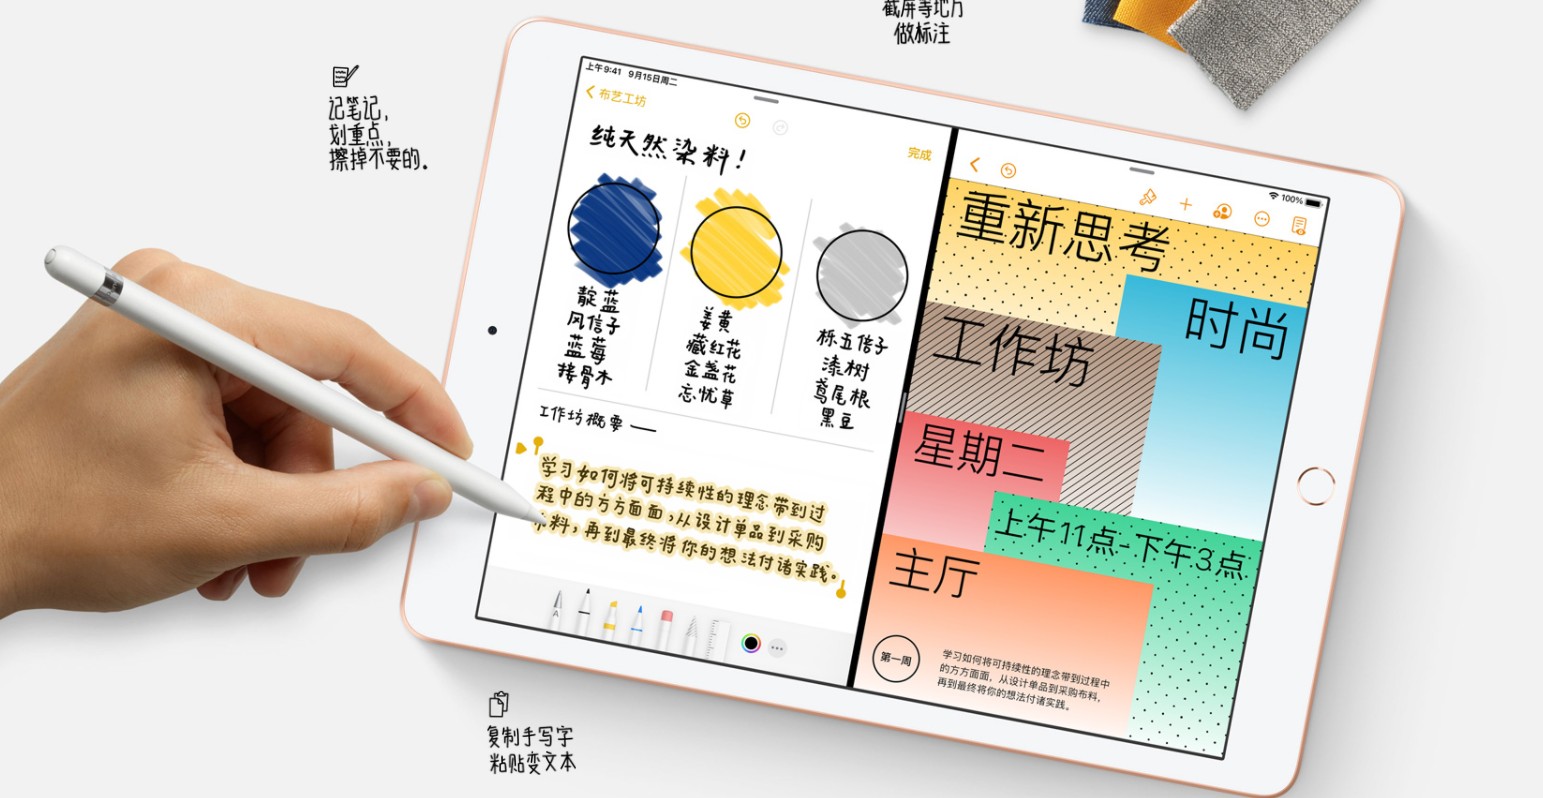 截屏等地方
做标注
记笔记，
划重点，
擦掉不要的。
上午9:41 9月15日周二
布艺工坊
完成
纯天然染料！
靛蓝
风信子
蓝莓
接骨木
姜黄
藏红花
金盏花
忘忧草
栎五倍子
漆树
鸢尾根
黑豆
工作坊概要 —
学习如何将可持续性的理念带到过
程中的方方面面，从设计单品到采购
布料，再到最终将你的想法付诸实践。
A
100%
重新思考
时尚
工作坊
星期二
上午11点-下午3点
主厅
第一周
学习如何将可持续性的理念带到过程中
的方方面面，从设计单品到采购布料，
再到最终将你的想法付诸实践。
复制手写字
粘贴变文本